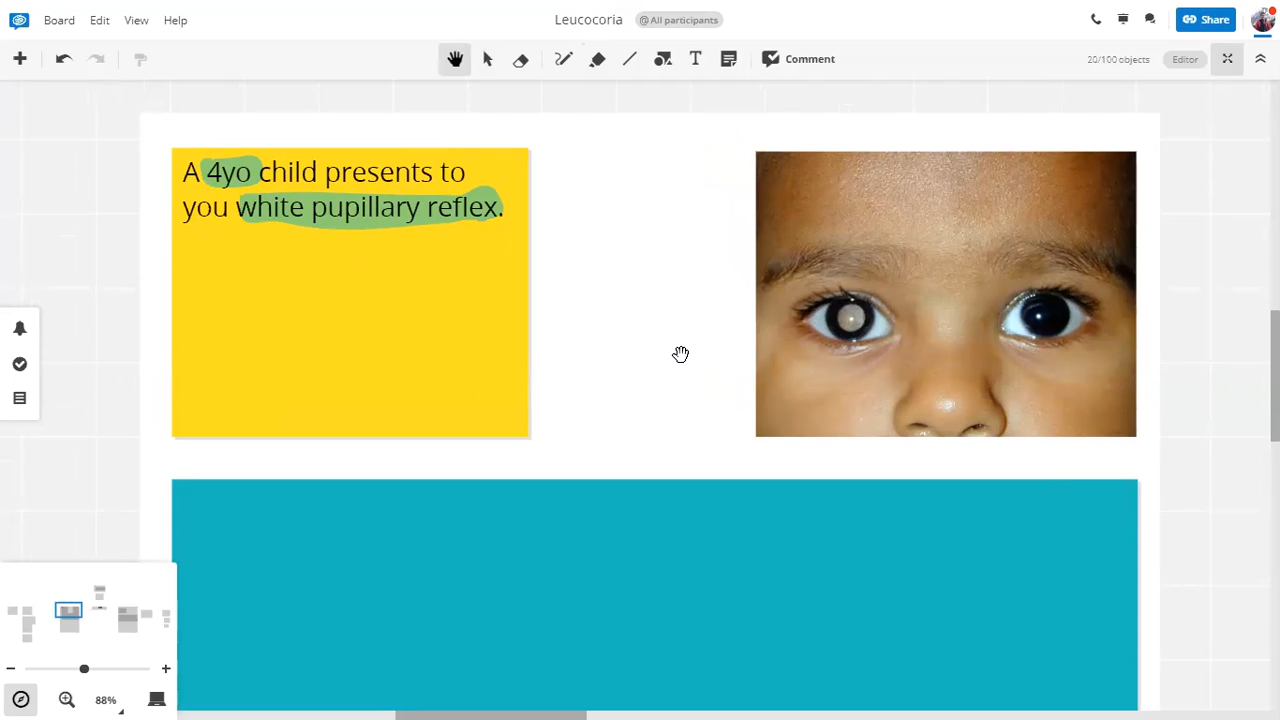 Board Edit View Help
Leucocoria
@ All participants
Share
Comment
20/100 objects
Editor
A 4yo child presents to
you white pupillary reflex.
88%